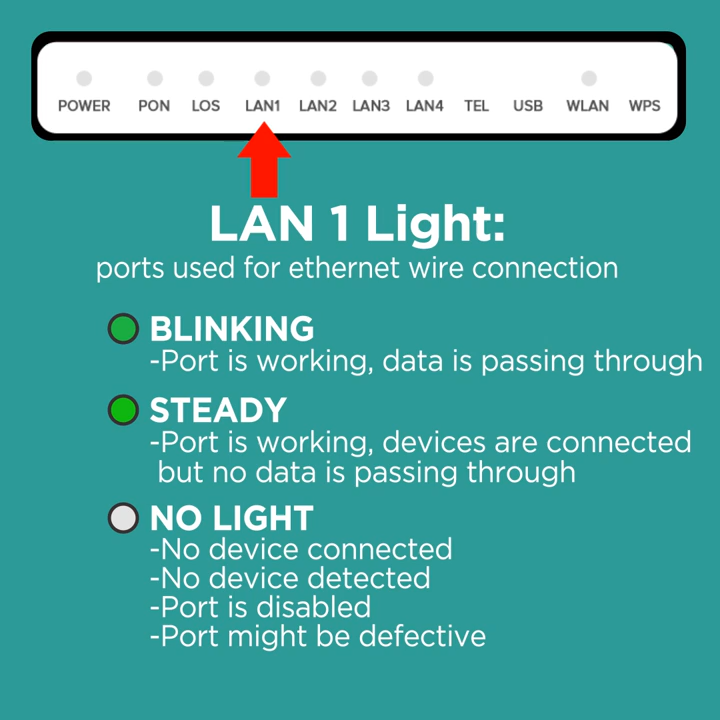 POWER PON LOS LAN1 LAN2 LAN3 LAN4 TEL USB WLAN WPS
LAN 1 Light:
ports used for ethernet wire connection
BLINKING
-Port is working, data is passing through
STEADY
-Port is working, devices are connected
but no data is passing through
NO LIGHT
-No device connected
-No device detected
-Port is disabled
-Port might be defective